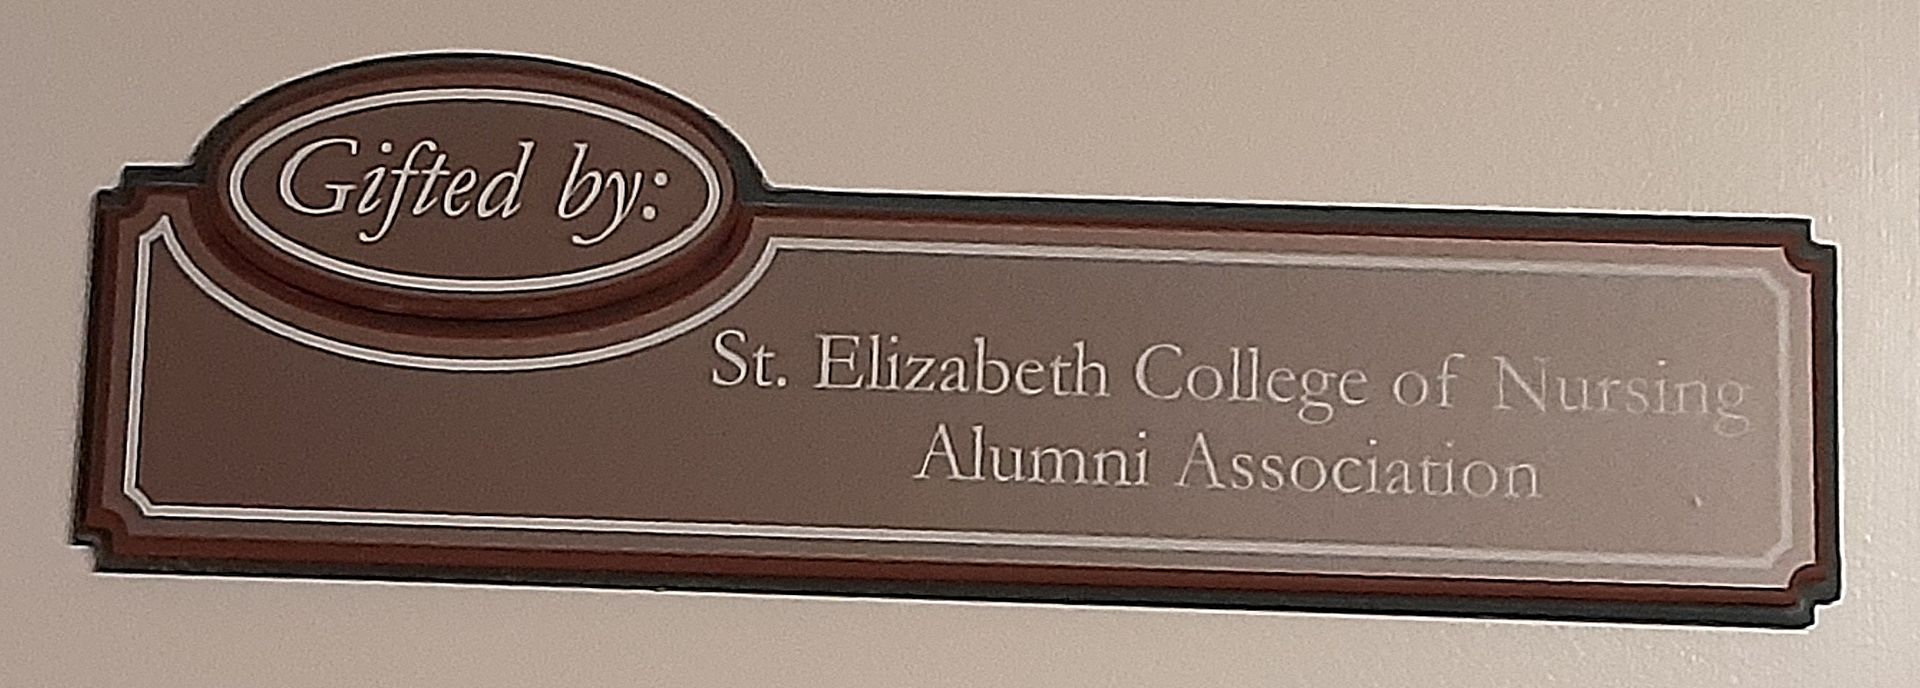 Gifted by:
St. Elizabeth College of Nursing
Alumni Association